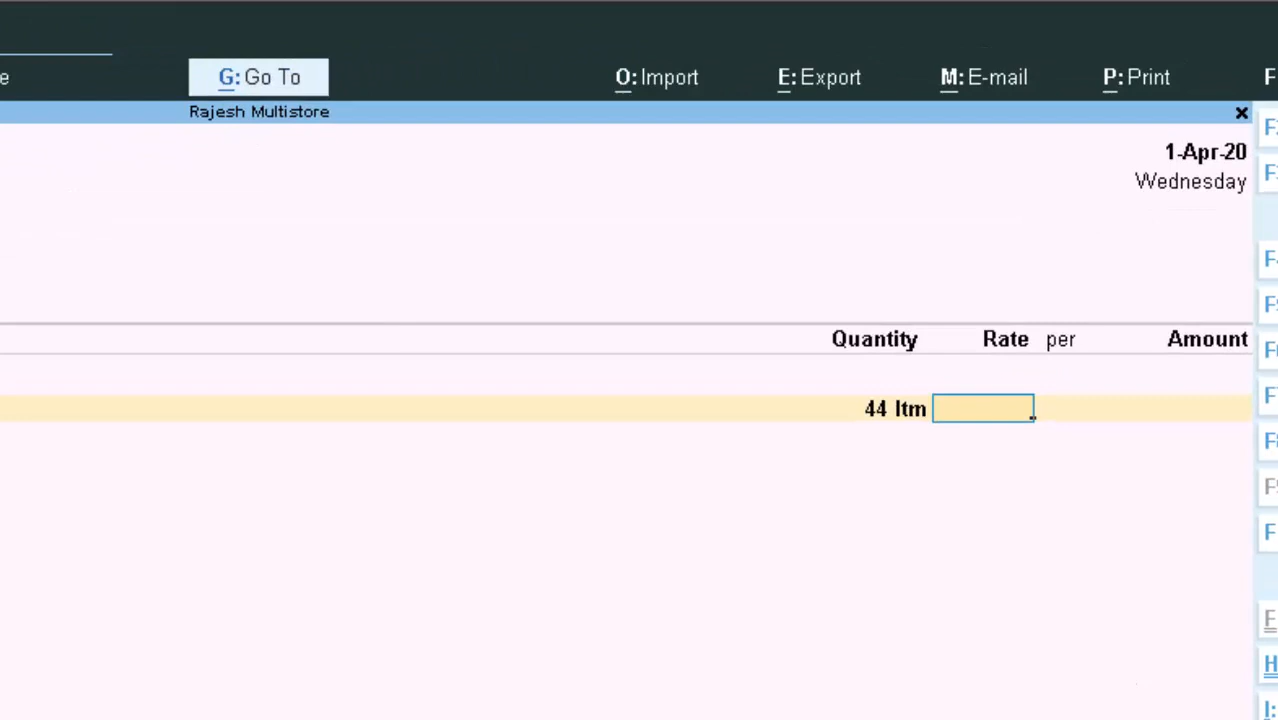 e G: Go To O: Import E: Export M: E-mail P: Print F
Rajesh Multistore
1-Apr-20
Wednesday
Quantity Rate per Amount
44 ltm
F
F
F
F
F
F
F
F
F
F
H
I: